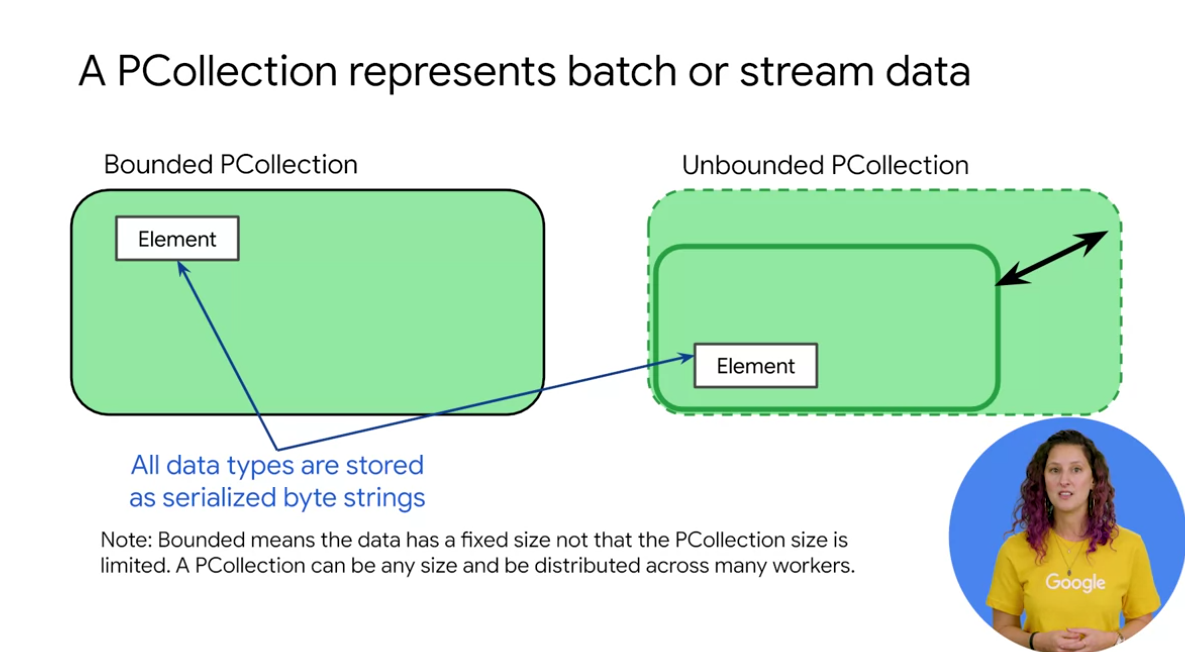 A PCollection represents batch or stream data
Bounded PCollection
Unbounded PCollection
Element
Element
All data types are stored
as serialized byte strings
Note: Bounded means the data has a fixed size not that the PCollection size is
limited. A PCollection can be any size and be distributed across many workers.
Google